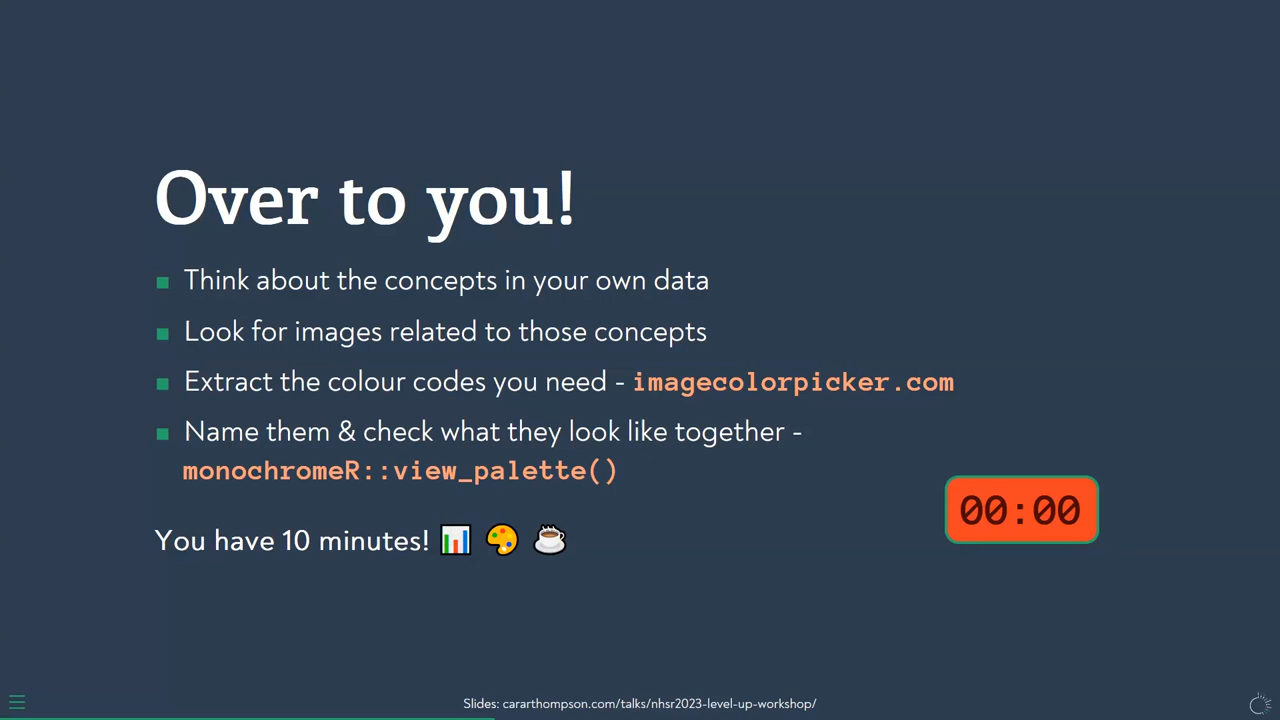 Over to you!
Think about the concepts in your own data
Look for images related to those concepts
Extract the colour codes you need - imagecolorpicker.com
Name them & check what they look like together -
monochromeR::view_palette()
00:00
You have 10 minutes! 📊 🎨 ☕
Slides: cararthompson.com/talks/nhsr2023-level-up-workshop/